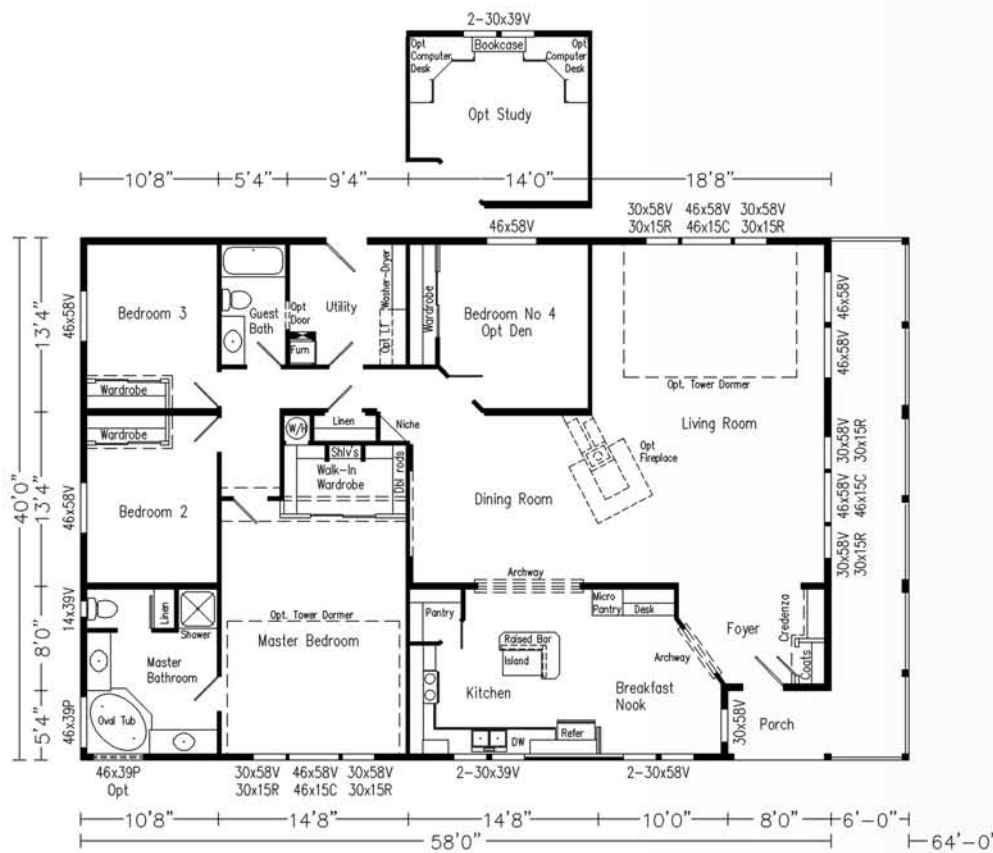 2-30x39V
Opt
Computer
Desk
Bookcase
Opt
Computer
Desk
Opt Study
10'8"
5'4"
9'4"
14'0"
18'8"
46x58V
30x58V
30x15R
46x58V
46x15C
30x58V
30x15R
40'0"
13'4"
13'4"
8'0"
5'4"
46x58V
46x58V
14x39V
46x39P
Bedroom 3
Wardrobe
Guest
Bath
Opt
Door
Furn
Utility
Opt LT
Washer-Dryer
Wardrobe
Bedroom No 4
Opt Den
Opt. Tower Dormer
Living Room
46x58V
46x58V
Wardrobe
Bedroom 2
W/H
Linen
Niche
Shlv's
Walk-In
Wardrobe
Dbl rods
Dining Room
Opt
Fireplace
30x58V
30x15R
46x58V
46x15C
30x58V
30x15R
Archway
Linen
Shower
Master
Bathroom
Oval Tub
Opt. Tower Dormer
Master Bedroom
Pantry
Raised Bar
Island
Kitchen
DW
Refer
Micro
Pantry
Desk
Breakfast
Nook
Archway
Foyer
Credenza
Coats
30x58V
Porch
46x39P
Opt
30x58V
30x15R
46x58V
46x15C
30x58V
30x15R
2-30x39V
2-30x58V
10'8"
14'8"
14'8"
10'0"
8'0"
6'-0"
58'0"
64'-0"